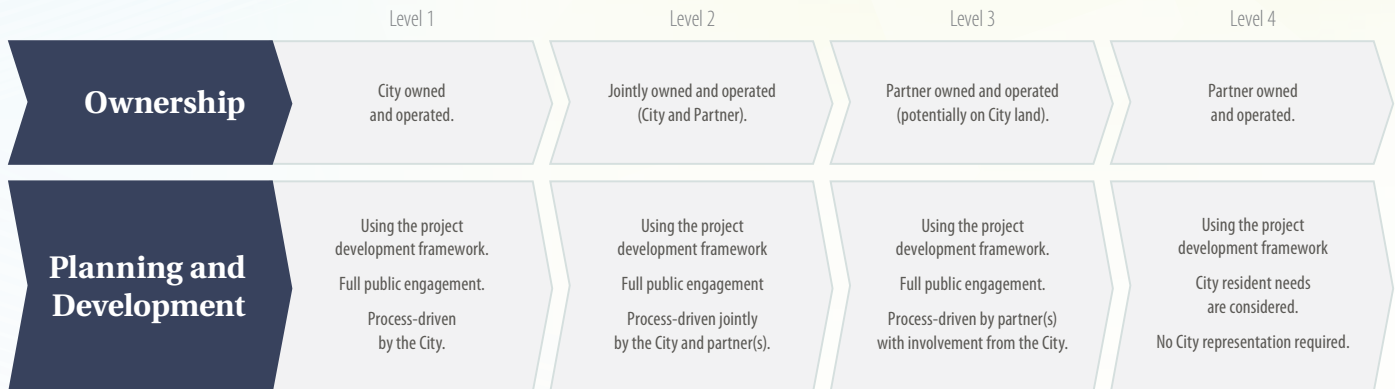 Level 1
Level 2
Level 3
Level 4
Ownership
City owned
and operated.
Jointly owned and operated
(City and Partner).
Partner owned and operated
(potentially on City land).
Partner owned
and operated.
Planning and
Development
Using the project
development framework.
Full public engagement.
Process-driven
by the City.
Using the project
development framework
Full public engagement
Process-driven jointly
by the City and partner(s).
Using the project
development framework.
Full public engagement.
Process-driven by partner(s)
with involvement from the City.
Using the project
development framework
City resident needs
are considered.
No City representation required.